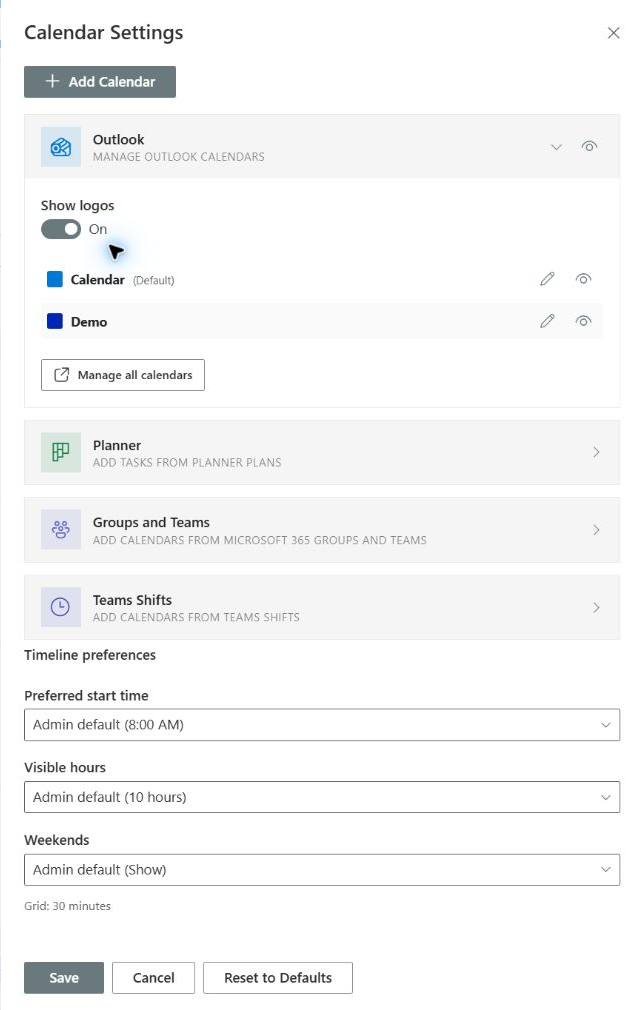 Calendar Settings
Add Calendar
Outlook
MANAGE OUTLOOK CALENDARS
Show logos
On
Calendar (Default)
Demo
Manage all calendars
Planner
ADD TASKS FROM PLANNER PLANS
Groups and Teams
ADD CALENDARS FROM MICROSOFT 365 GROUPS AND TEAMS
Teams Shifts
ADD CALENDARS FROM TEAMS SHIFTS
Timeline preferences
Preferred start time
Admin default (8:00 AM)
Visible hours
Admin default (10 hours)
Weekends
Admin default (Show)
Grid: 30 minutes
Save Cancel Reset to Defaults